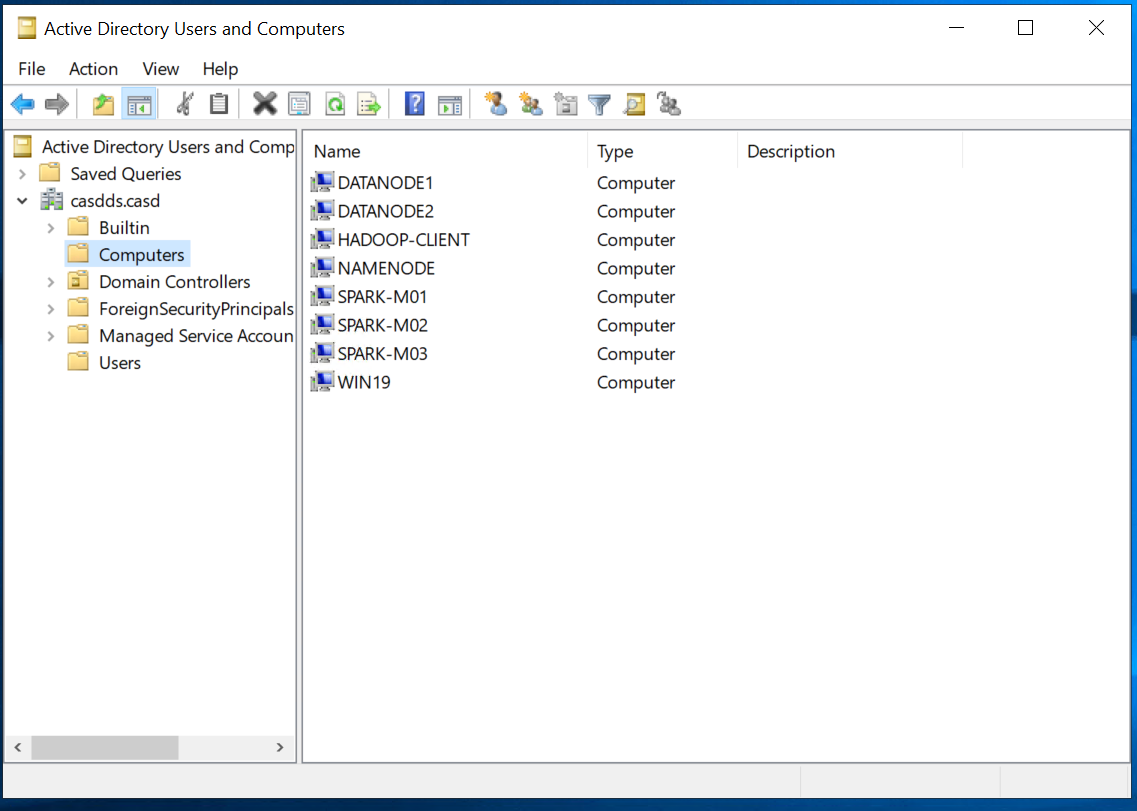 Active Directory Users and Computers
File Action View Help
Active Directory Users and Comp
Saved Queries
casdds.casd
Builtin
Computers
Domain Controllers
ForeignSecurityPrincipals
Managed Service Accoun
Users
Name Type Description
DATANODE1 Computer
DATANODE2 Computer
HADOOP-CLIENT Computer
NAMENODE Computer
SPARK-M01 Computer
SPARK-M02 Computer
SPARK-M03 Computer
WIN19 Computer